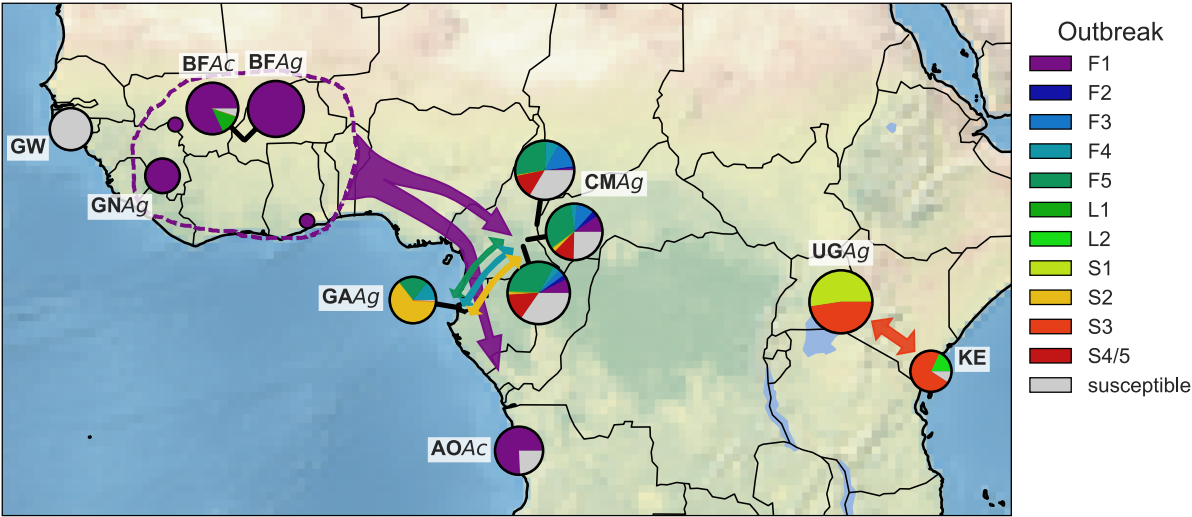 BFAc BFAg
GW
GNAg
CMAg
GAAg
UGAg
KE
AOAc
Outbreak
F1
F2
F3
F4
F5
L1
L2
S1
S2
S3
S4/5
susceptible